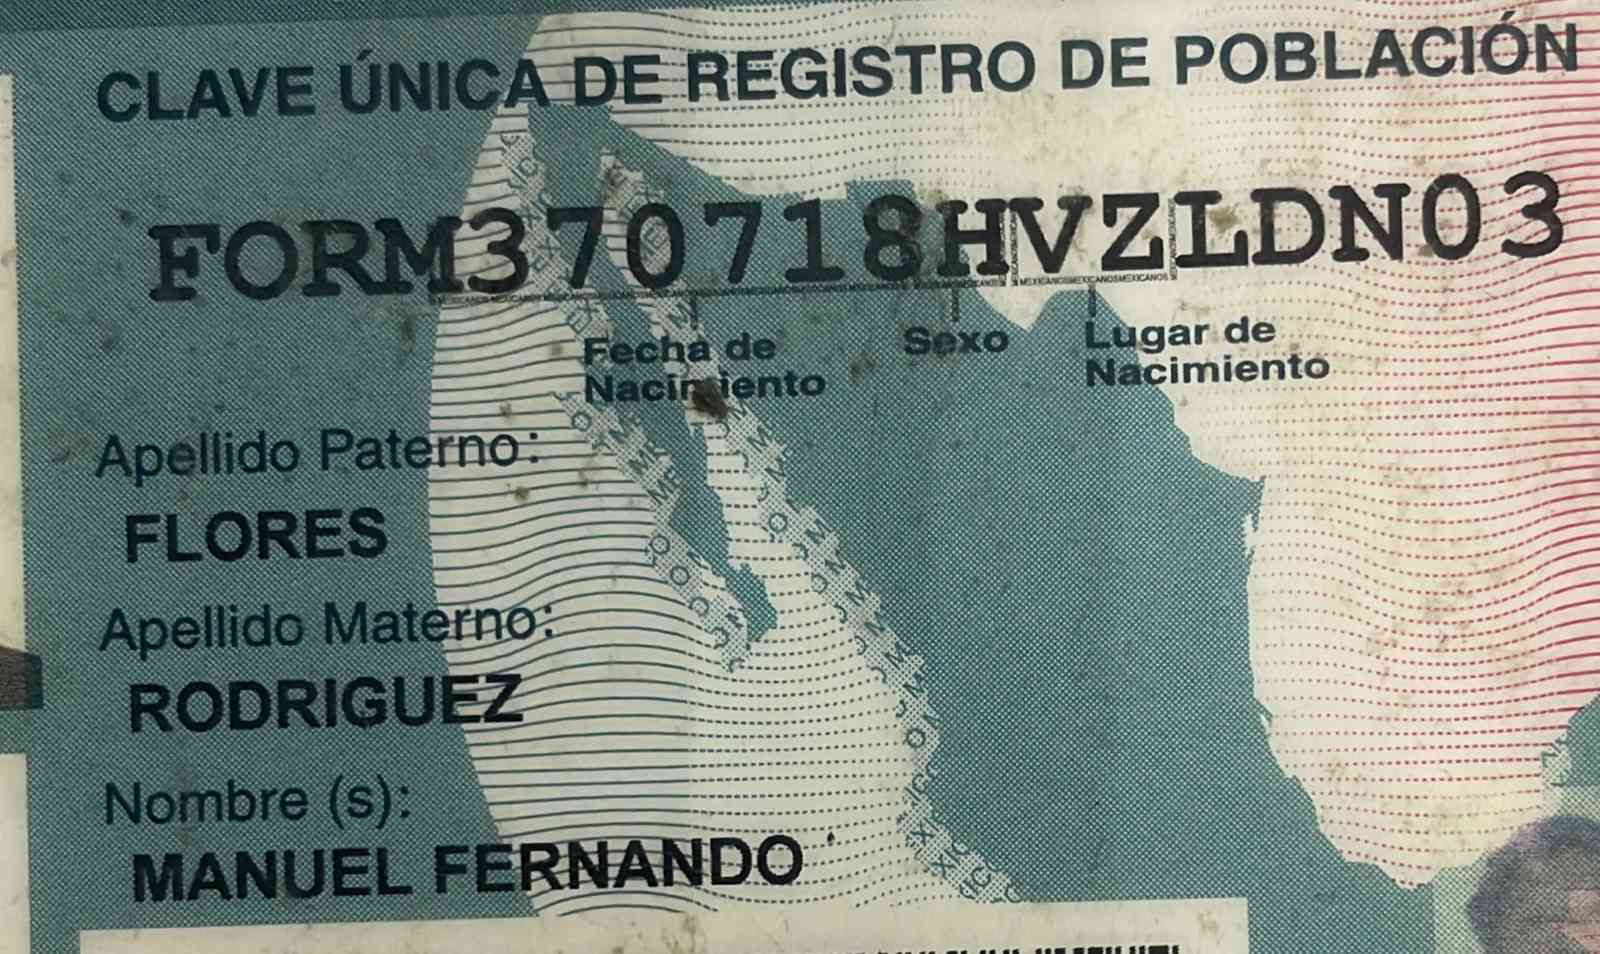 CLAVE ÚNICA DE REGISTRO DE POBLACIÓN
FORM370718HVZLDN03
Fecha de Nacimiento
Sexo
Lugar de Nacimiento
Apellido Paterno:
FLORES
Apellido Materno:
RODRIGUEZ
Nombre (s):
MANUEL FERNANDO